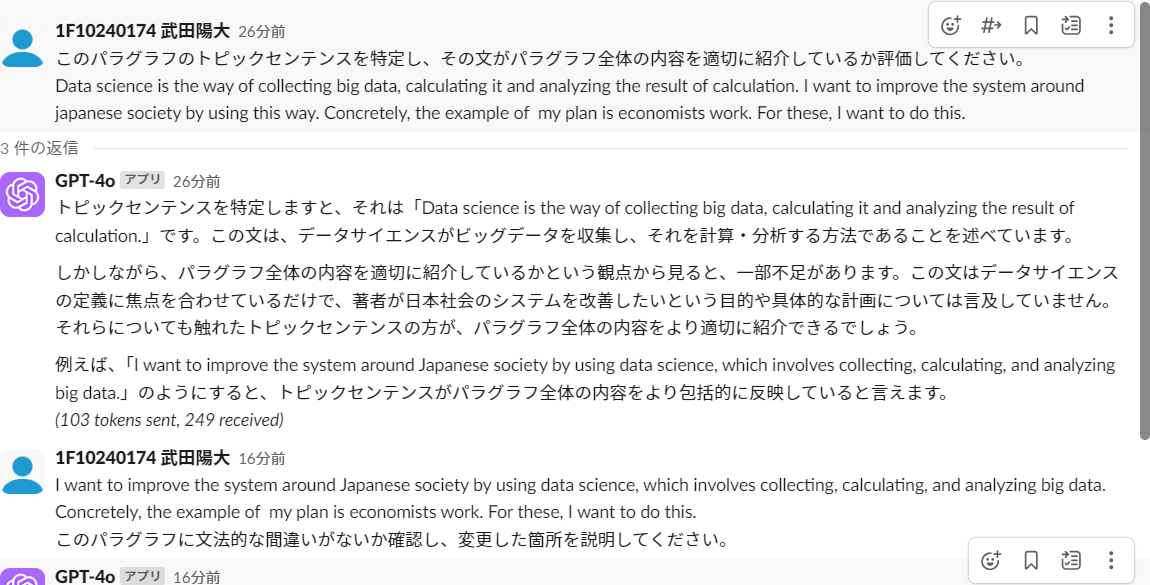 1F10240174 武田陽大 26分前
このパラグラフのトピックセンテンスを特定し、その文がパラグラフ全体の内容を適切に紹介しているか評価してください。
Data science is the way of collecting big data, calculating it and analyzing the result of calculation. I want to improve the system around
japanese society by using this way. Concretely, the example of  my plan is economists work. For these, I want to do this.
3 件の返信
GPT-4o アプリ 26分前
トピックセンテンスを特定しますと、それは「Data science is the way of collecting big data, calculating it and analyzing the result of
calculation.」です。この文は、データサイエンスがビッグデータを収集し、それを計算・分析する方法であることを述べています。
しかしながら、パラグラフ全体の内容を適切に紹介しているかという観点から見ると、一部不足があります。この文はデータサイエンス
の定義に焦点を合わせているだけで、著者が日本社会のシステムを改善したいという目的や具体的な計画については言及していません。
それらについても触れたトピックセンテンスの方が、パラグラフ全体の内容をより適切に紹介できるでしょう。
例えば、「I want to improve the system around Japanese society by using data science, which involves collecting, calculating, and analyzing
big data.」のようにすると、トピックセンテンスがパラグラフ全体の内容をより包括的に反映していると言えます。
(103 tokens sent, 249 received)
1F10240174 武田陽大 16分前
I want to improve the system around Japanese society by using data science, which involves collecting, calculating, and analyzing big data.
Concretely, the example of  my plan is economists work. For these, I want to do this.
このパラグラフに文法的な間違いがないか確認し、変更した箇所を説明してください。
GPT-4o アプリ 16分前